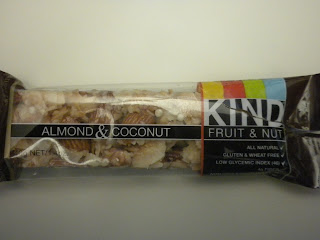 KIND
ALMOND & COCONUT
FRUIT & NUT
ALL NATURAL
GLUTEN & WHEAT FREE
LOW GLYCEMIC INDEX